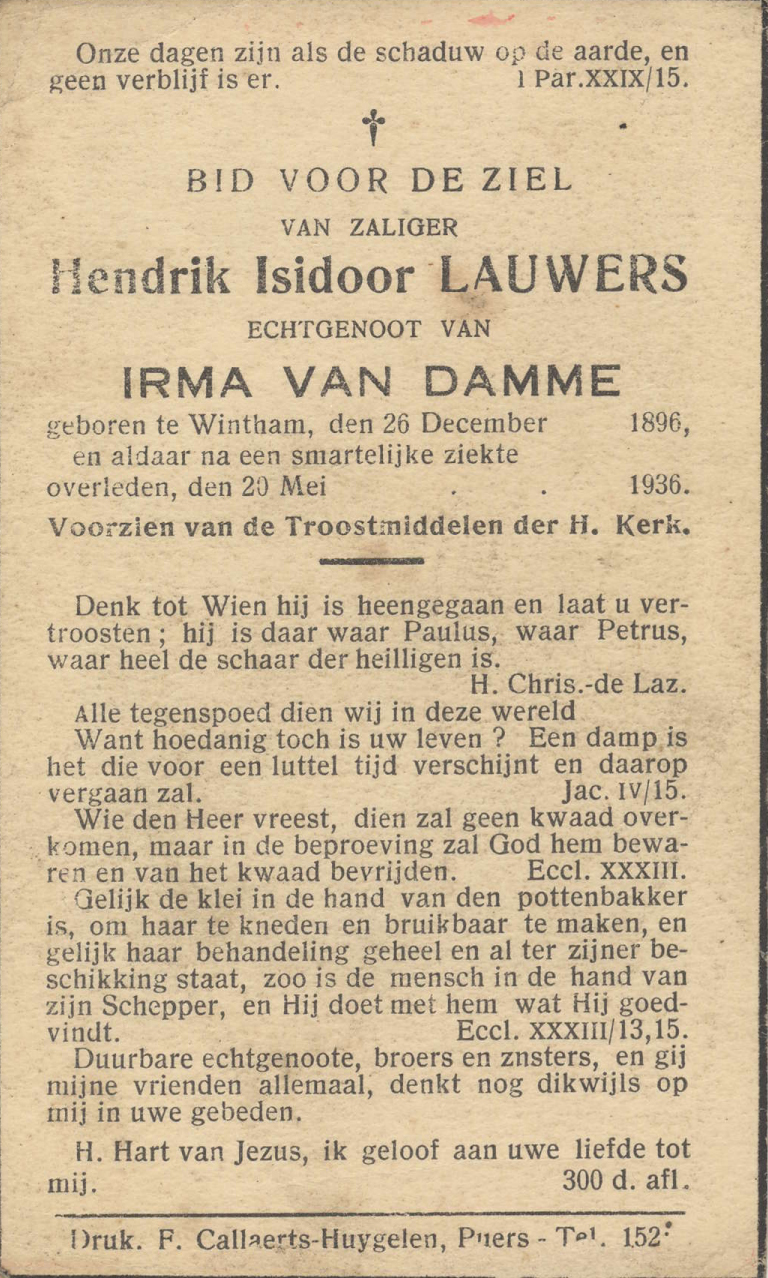 Onze dagen zijn als de schaduw op de aarde, en
geen verblijf is er. 1 Par.XXIX/15.
†
BID VOOR DE ZIEL
VAN ZALIGER
Hendrik Isidoor LAUWERS
ECHTGENOOT VAN
IRMA VAN DAMME
geboren te Wintham, den 26 December 1896,
en aldaar na een smartelijke ziekte
overleden, den 20 Mei . . 1936.
Voorzien van de Troostmiddelen der H. Kerk.
Denk tot Wien hij is heengegaan en laat u ver-
troosten ; hij is daar waar Paulus, waar Petrus,
waar heel de schaar der heilligen is.
H. Chris.-de Laz.
Alle tegenspoed dien wij in deze wereld
Want hoedanig toch is uw leven ? Een damp is
het die voor een luttel tijd verschijnt en daarop
vergaan zal. Jac. IV/15.
Wie den Heer vreest, dien zal geen kwaad over-
komen, maar in de beproeving zal God hem bewa-
ren en van het kwaad bevrijden. Eccl. XXXIII.
Gelijk de klei in de hand van den pottenbakker
is, om haar te kneden en bruikbaar te maken, en
gelijk haar behandeling geheel en al ter zijner be-
schikking staat, zoo is de mensch in de hand van
zijn Schepper, en Hij doet met hem wat Hij goed-
vindt. Eccl. XXXIII/13,15.
Duurbare echtgenoote, broers en znsters, en gij
mijne vrienden allemaal, denkt nog dikwijls op
mij in uwe gebeden.
H. Hart van Jezus, ik geloof aan uwe liefde tot
mij. 300 d. afl.
Druk. F. Callaerts-Huygelen, Puers - Tel. 152